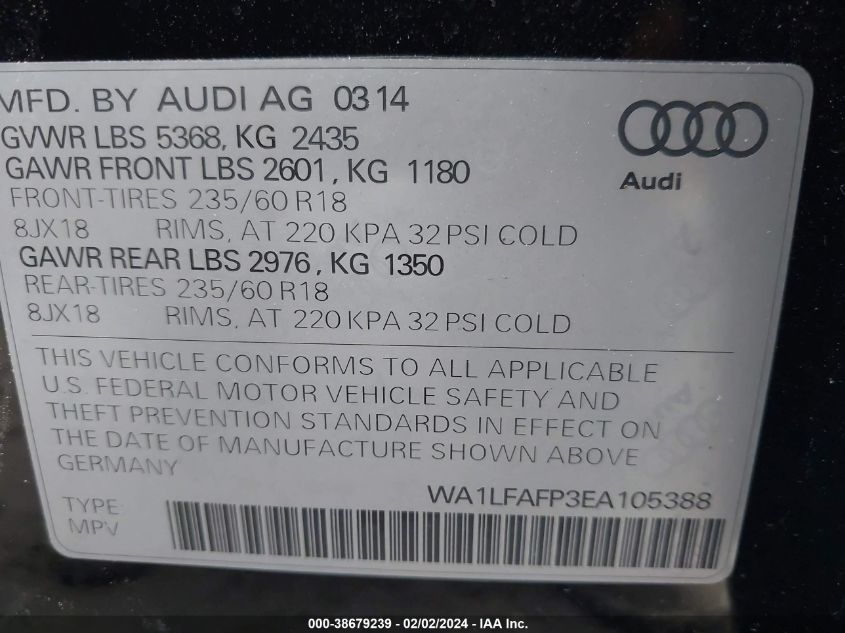 MFD. BY AUDI AG 0314
GVWR LBS 5368, KG 2435
GAWR FRONT LBS 2601, KG 1180
FRONT-TIRES 235/60 R18
8JX18 RIMS, AT 220 KPA 32 PSI COLD
GAWR REAR LBS 2976, KG 1350
REAR-TIRES 235/60 R18
8JX18 RIMS, AT 220 KPA 32 PSI COLD
Audi
THIS VEHICLE CONFORMS TO ALL APPLICABLE
U.S. FEDERAL MOTOR VEHICLE SAFETY AND
THEFT PREVENTION STANDARDS IN EFFECT ON
THE DATE OF MANUFACTURE SHOWN ABOVE
GERMANY
Audi
WA1LFAFP3EA105388
TYPE:
MPV
000-38679239 - 02/02/2024 - IAAI Inc.